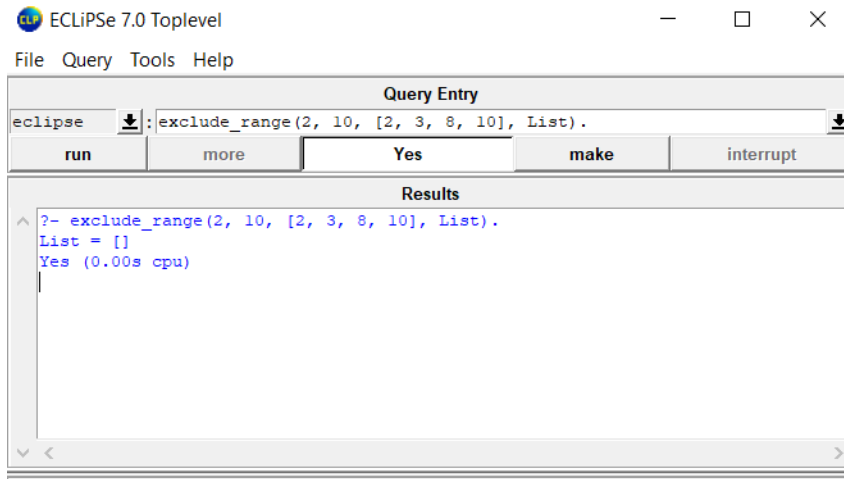 CLP ECLiPSe 7.0 Toplevel
File Query Tools Help
Query Entry
eclipse : exclude_range(2, 10, [2, 3, 8, 10], List).
run more Yes make interrupt
Results
?- exclude_range(2, 10, [2, 3, 8, 10], List).
List = []
Yes (0.00s cpu)